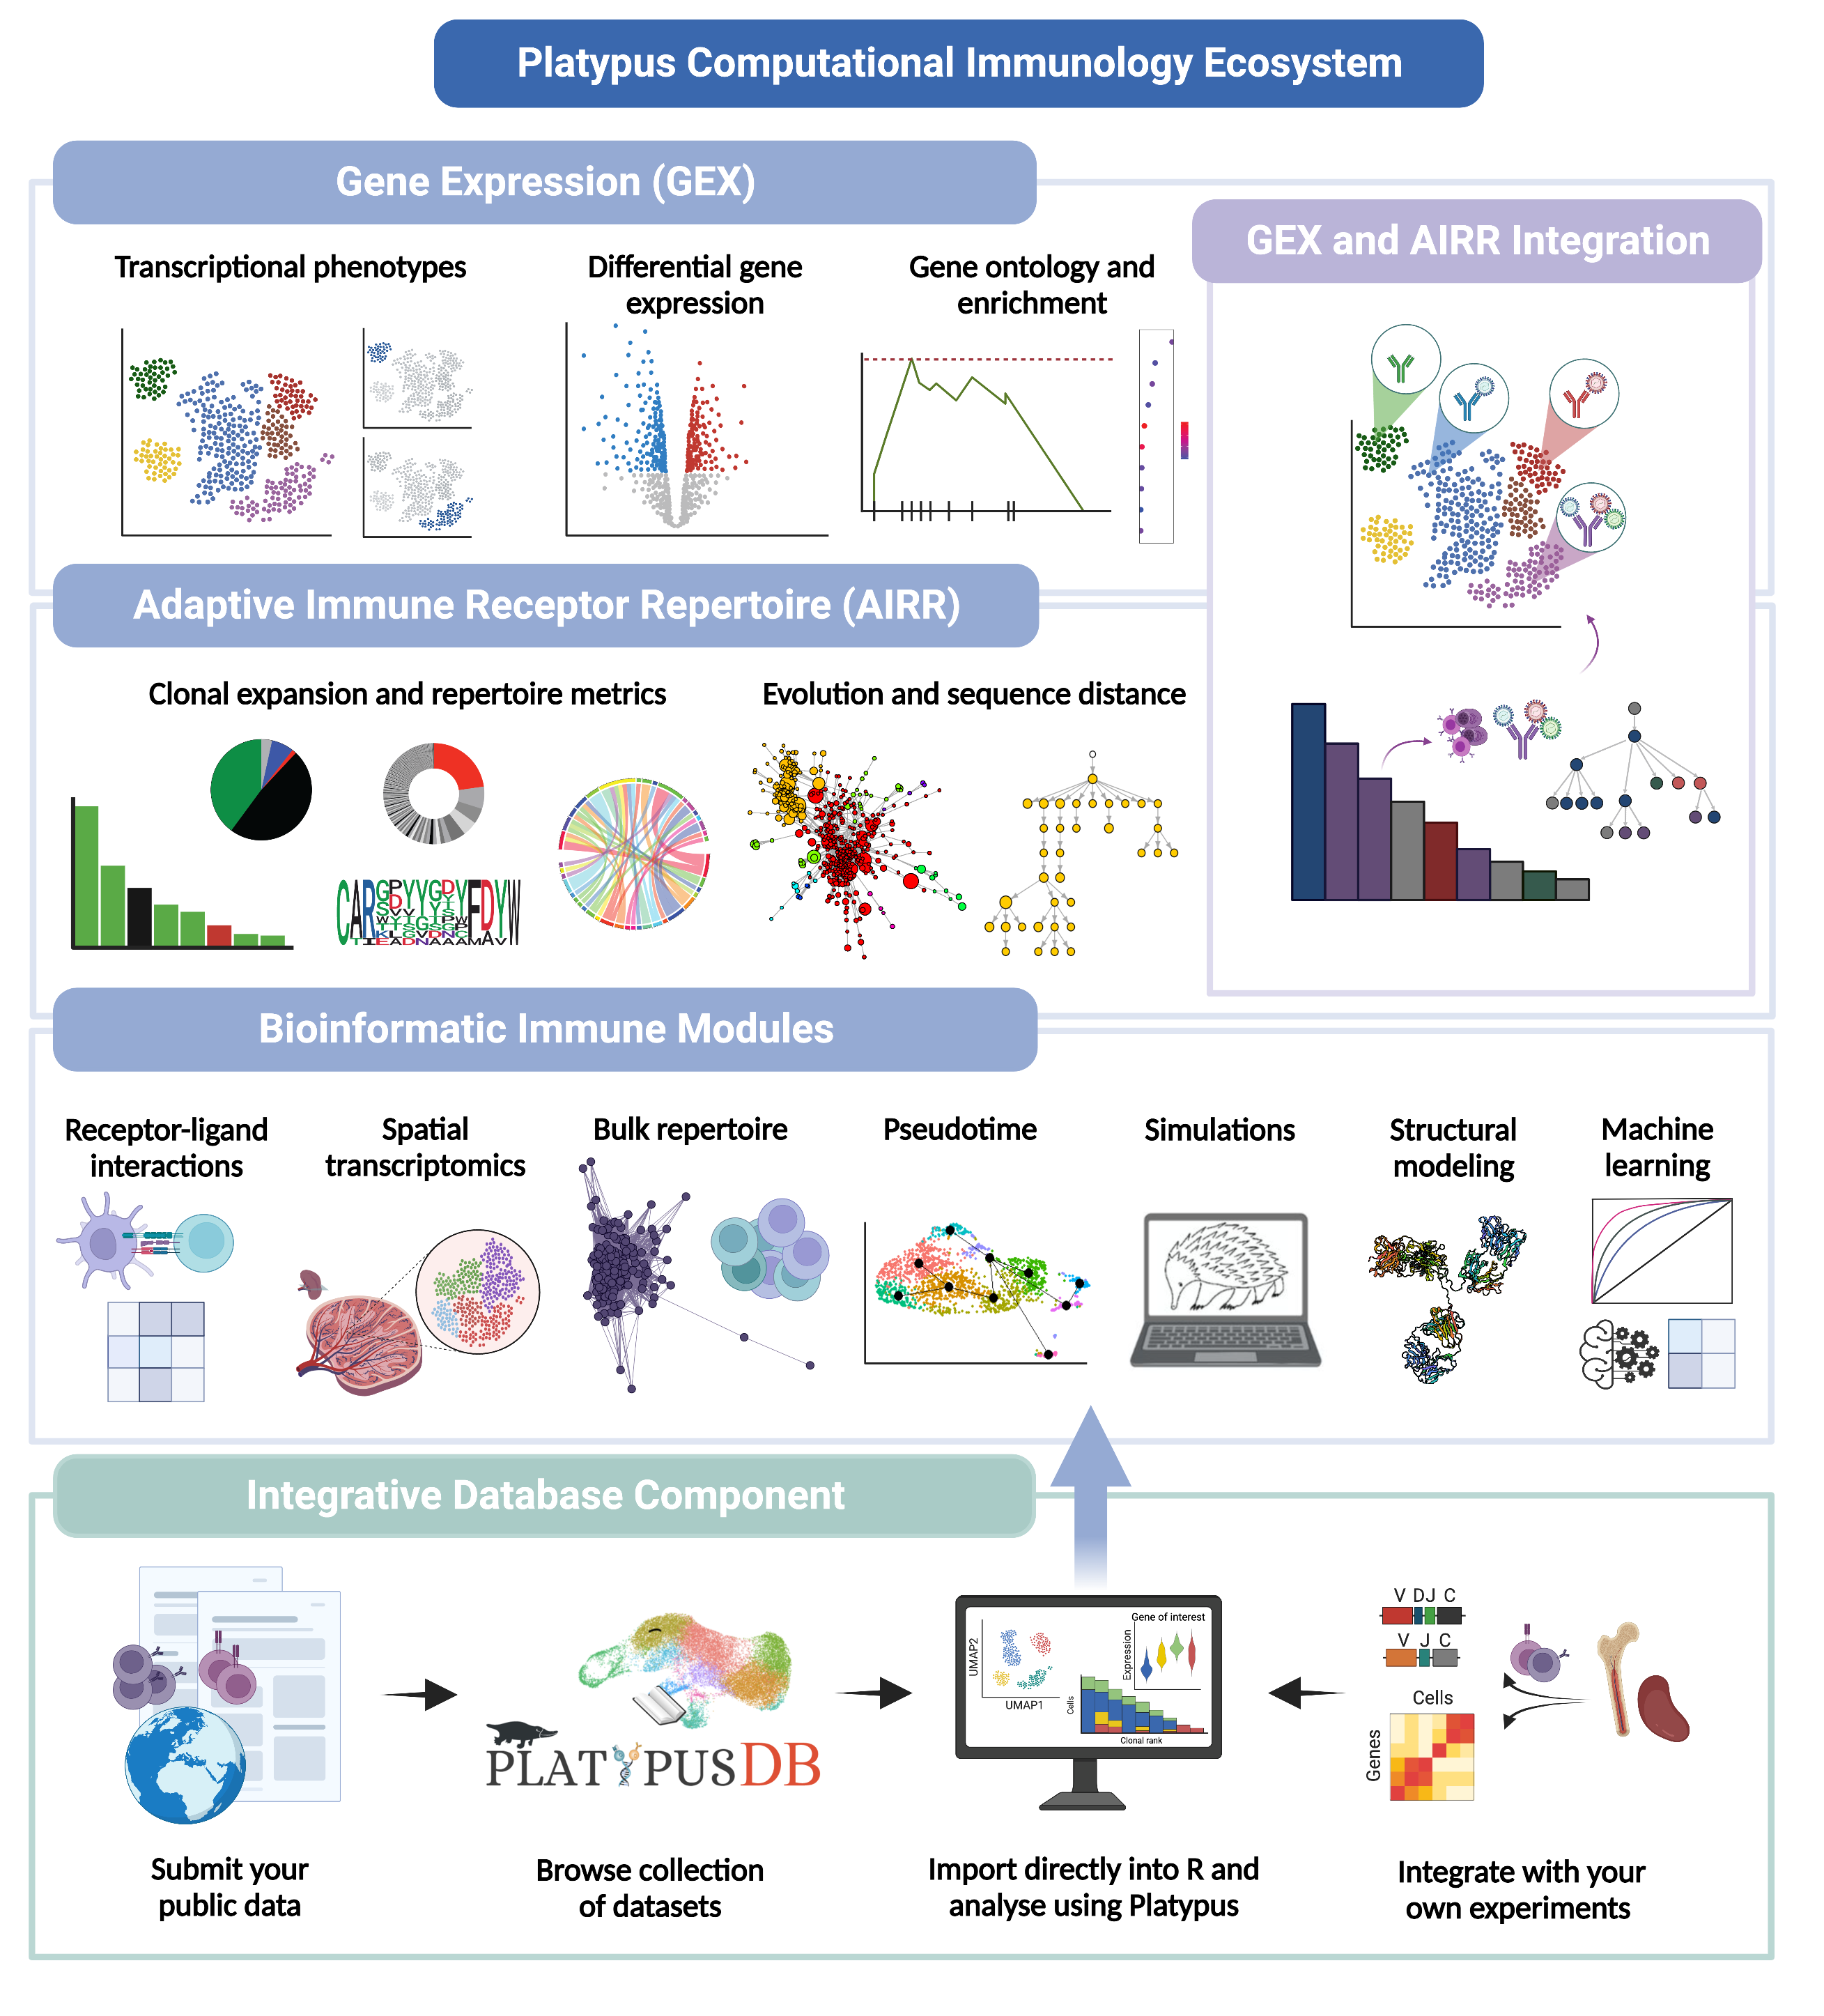 Platypus Computational Immunology Ecosystem
Gene Expression (GEX)
GEX and AIRR Integration
Transcriptional phenotypes
Differential gene
expression
Gene ontology and
enrichment
Adaptive Immune Receptor Repertoire (AIRR)
Clonal expansion and repertoire metrics
Evolution and sequence distance
Bioinformatic Immune Modules
Receptor-ligand
interactions
Spatial
transcriptomics
Bulk repertoire
Pseudotime
Simulations
Structural
modeling
Machine
learning
Integrative Database Component
PLATYPUSDB
UMAP2
UMAP1
Gene of interest
Expression
Cells
Clonal rank
V DJ C
V J C
Cells
Genes
Submit your
public data
Browse collection
of datasets
Import directly into R and
analyse using Platypus
Integrate with your
own experiments